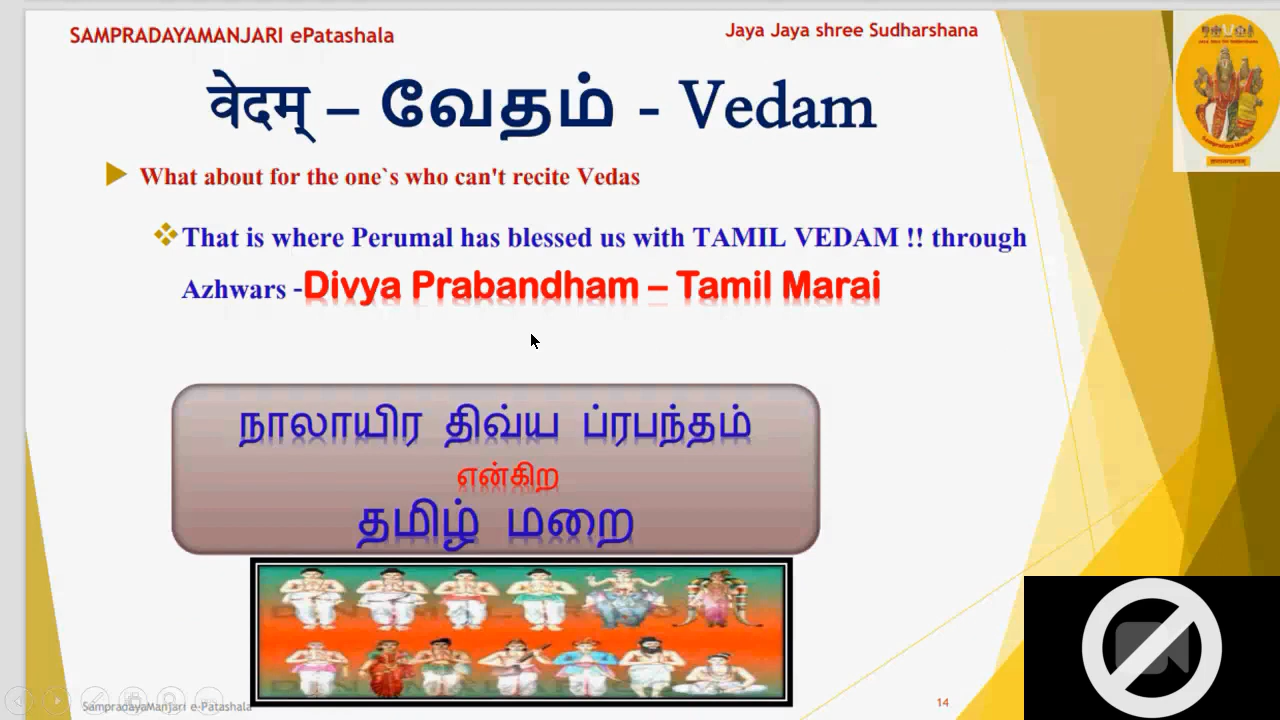 SAMPRADAYAMANJARI ePatashala
Jaya Jaya shree Sudharshana
वेदम् – வேதம் - Vedam
What about for the one`s who can't recite Vedas
That is where Perumal has blessed us with TAMIL VEDAM !! through
Azhwars -Divya Prabandham – Tamil Marai
நாலாயிர திவ்ய ப்ரபந்தம்
என்கிற
தமிழ் மறை
SampradayaManjari e-Patashala
14